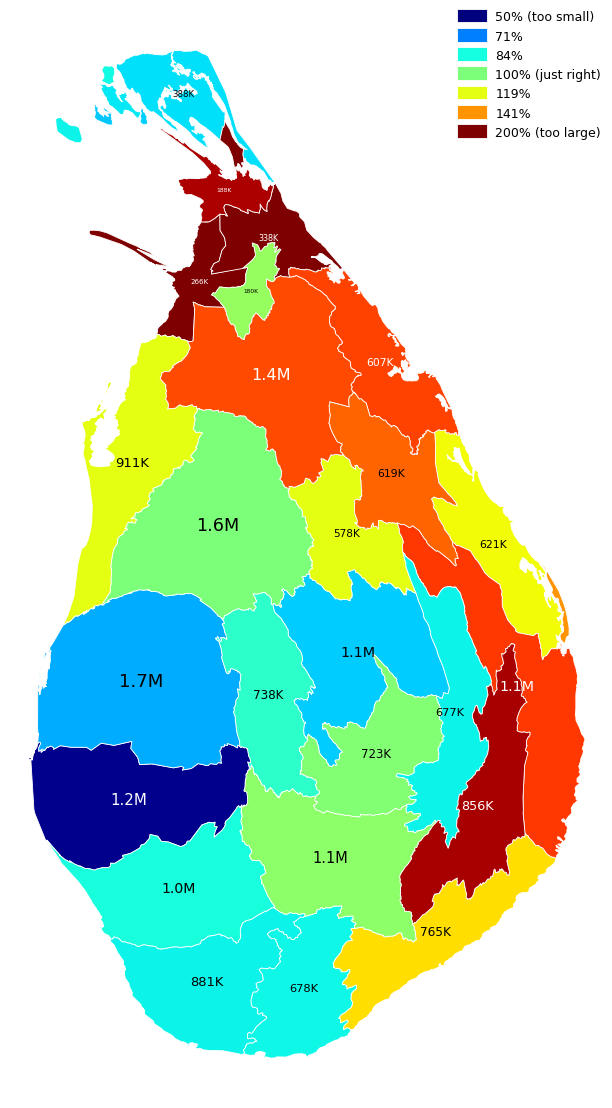 50% (too small)
71%
84%
100% (just right)
119%
141%
200% (too large)
388K
188K
338K
266K
180K
607K
1.4M
911K
619K
1.6M
578K
621K
1.1M
1.7M
1.1M
738K
677K
723K
1.2M
856K
1.1M
1.0M
765K
881K
678K